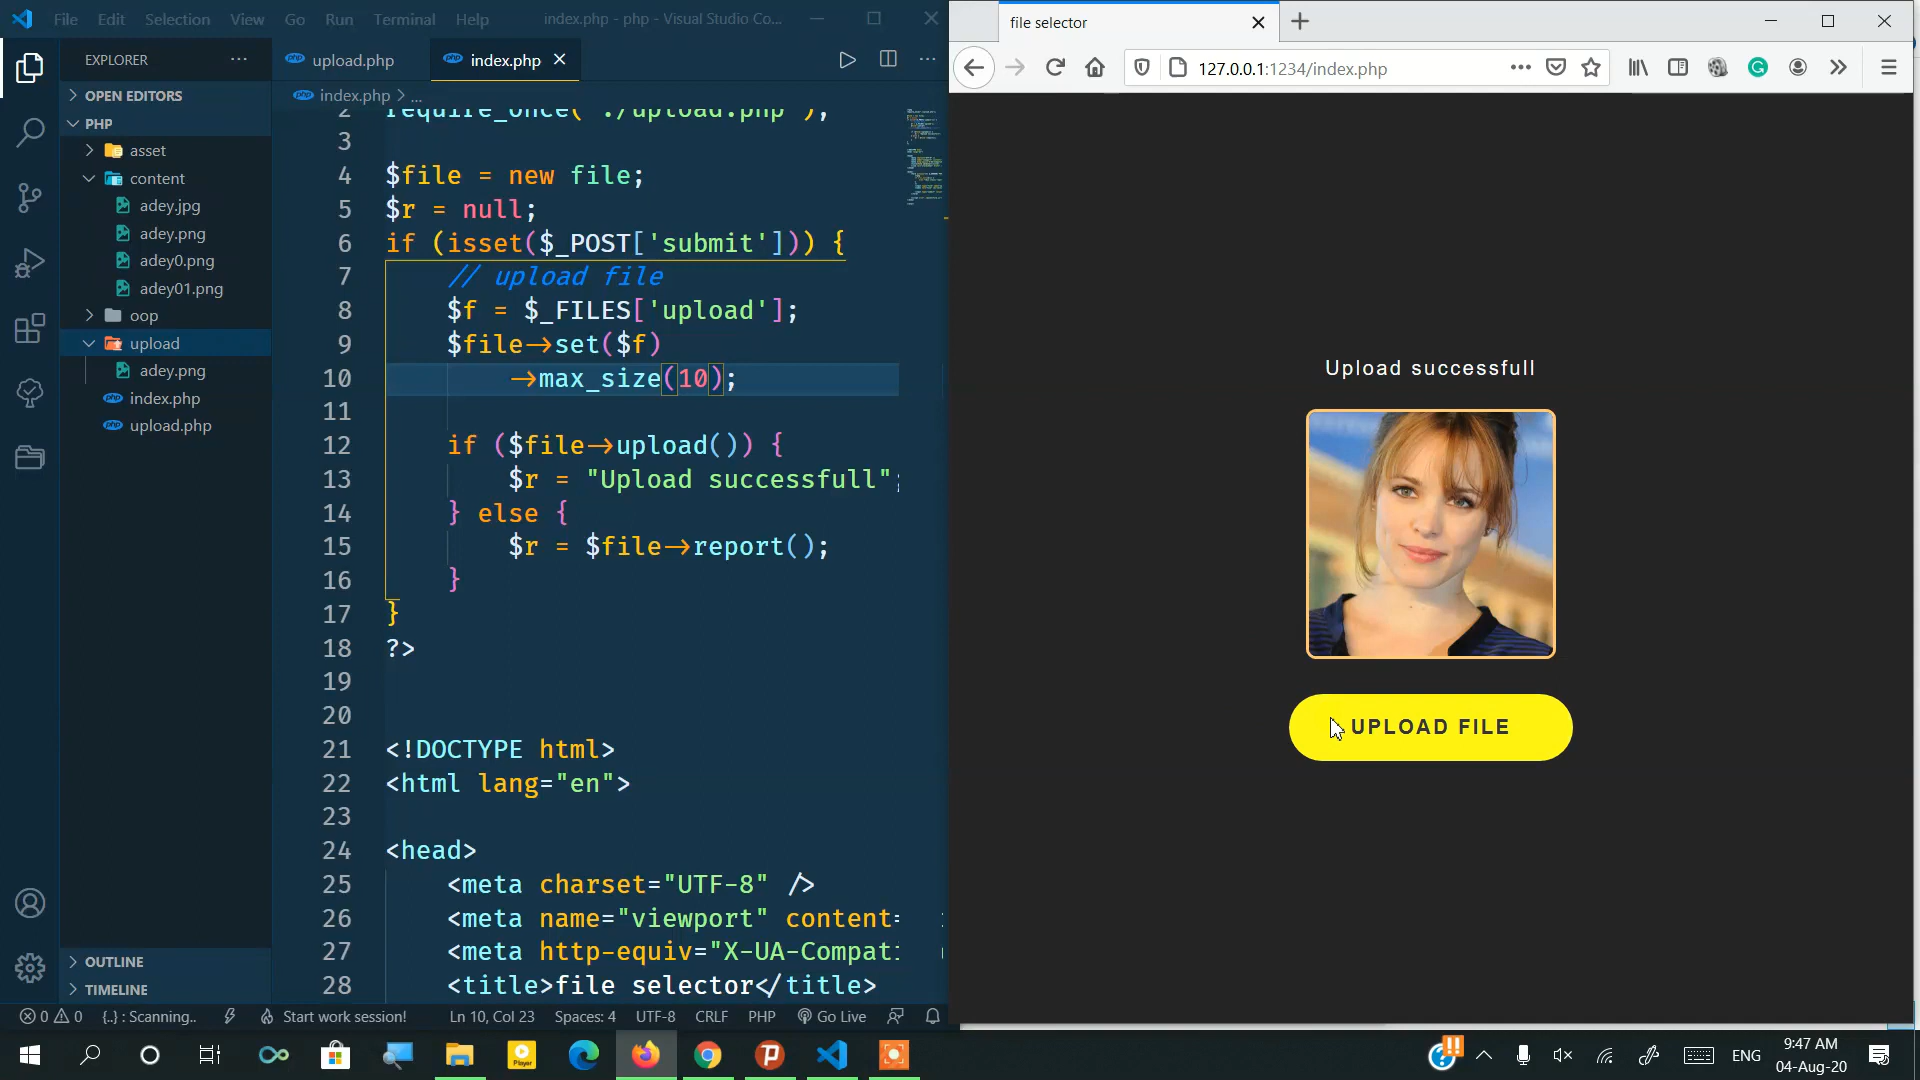 File Edit Selection View Go Run Terminal Help index.php - php - Visual Studio Co...
EXPLORER
OPEN EDITORS
PHP
asset
content
adey.jpg
adey.png
adey0.png
adey01.png
oop
upload
adey.png
index.php
upload.php
OUTLINE
TIMELINE
upload.php index.php
index.php > ...
2 require_once('./upload.php');
3
4 $file = new file;
5 $r = null;
6 if (isset($_POST['submit'])) {
7 // upload file
8 $f = $_FILES['upload'];
9 $file->set($f)
10 ->max_size(10);
11
12 if ($file->upload()) {
13 $r = "Upload successfull";
14 } else {
15 $r = $file->report();
16 }
17 }
18 ?>
19
20
21 <!DOCTYPE html>
22 <html lang="en">
23
24 <head>
25 <meta charset="UTF-8" />
26 <meta name="viewport" content=
27 <meta http-equiv="X-UA-Compati
28 <title>file selector</title>
0 0 {..} : Scanning.. Start work session! Ln 10, Col 23 Spaces: 4 UTF-8 CRLF PHP Go Live
file selector
127.0.0.1:1234/index.php
Upload successfull
UPLOAD FILE
Player
ENG
9:47 AM
04-Aug-20